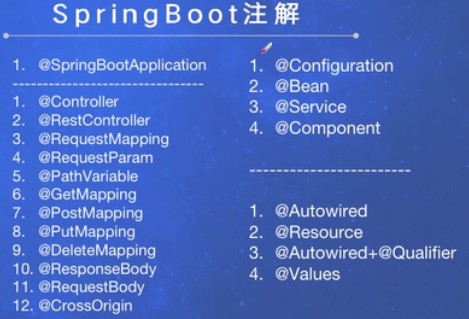 SpringBoot注解
1. @SpringBootApplication
--------------------------------
1. @Controller
2. @RestController
3. @RequestMapping
4. @RequestParam
5. @PathVariable
6. @GetMapping
7. @PostMapping
8. @PutMapping
9. @DeleteMapping
10. @ResponseBody
11. @RequestBody
12. @CrossOrigin
1. @Configuration
2. @Bean
3. @Service
4. @Component
------------------------
1. @Autowired
2. @Resource
3. @Autowired+@Qualifier
4. @Values